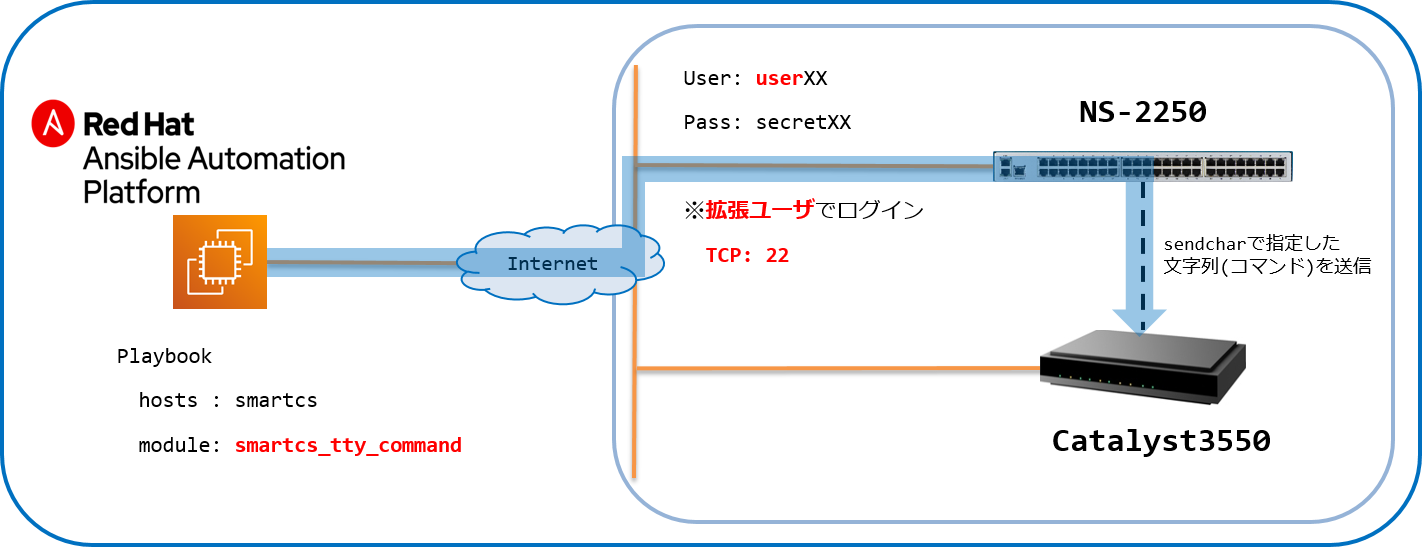 Red Hat
Ansible Automation
Platform
Playbook
hosts : smartcs
module: smartcs_tty_command
Internet
User: userXX
Pass: secretXX
※拡張ユーザでログイン
TCP: 22
NS-2250
sendcharで指定した
文字列(コマンド)を送信
Catalyst3550